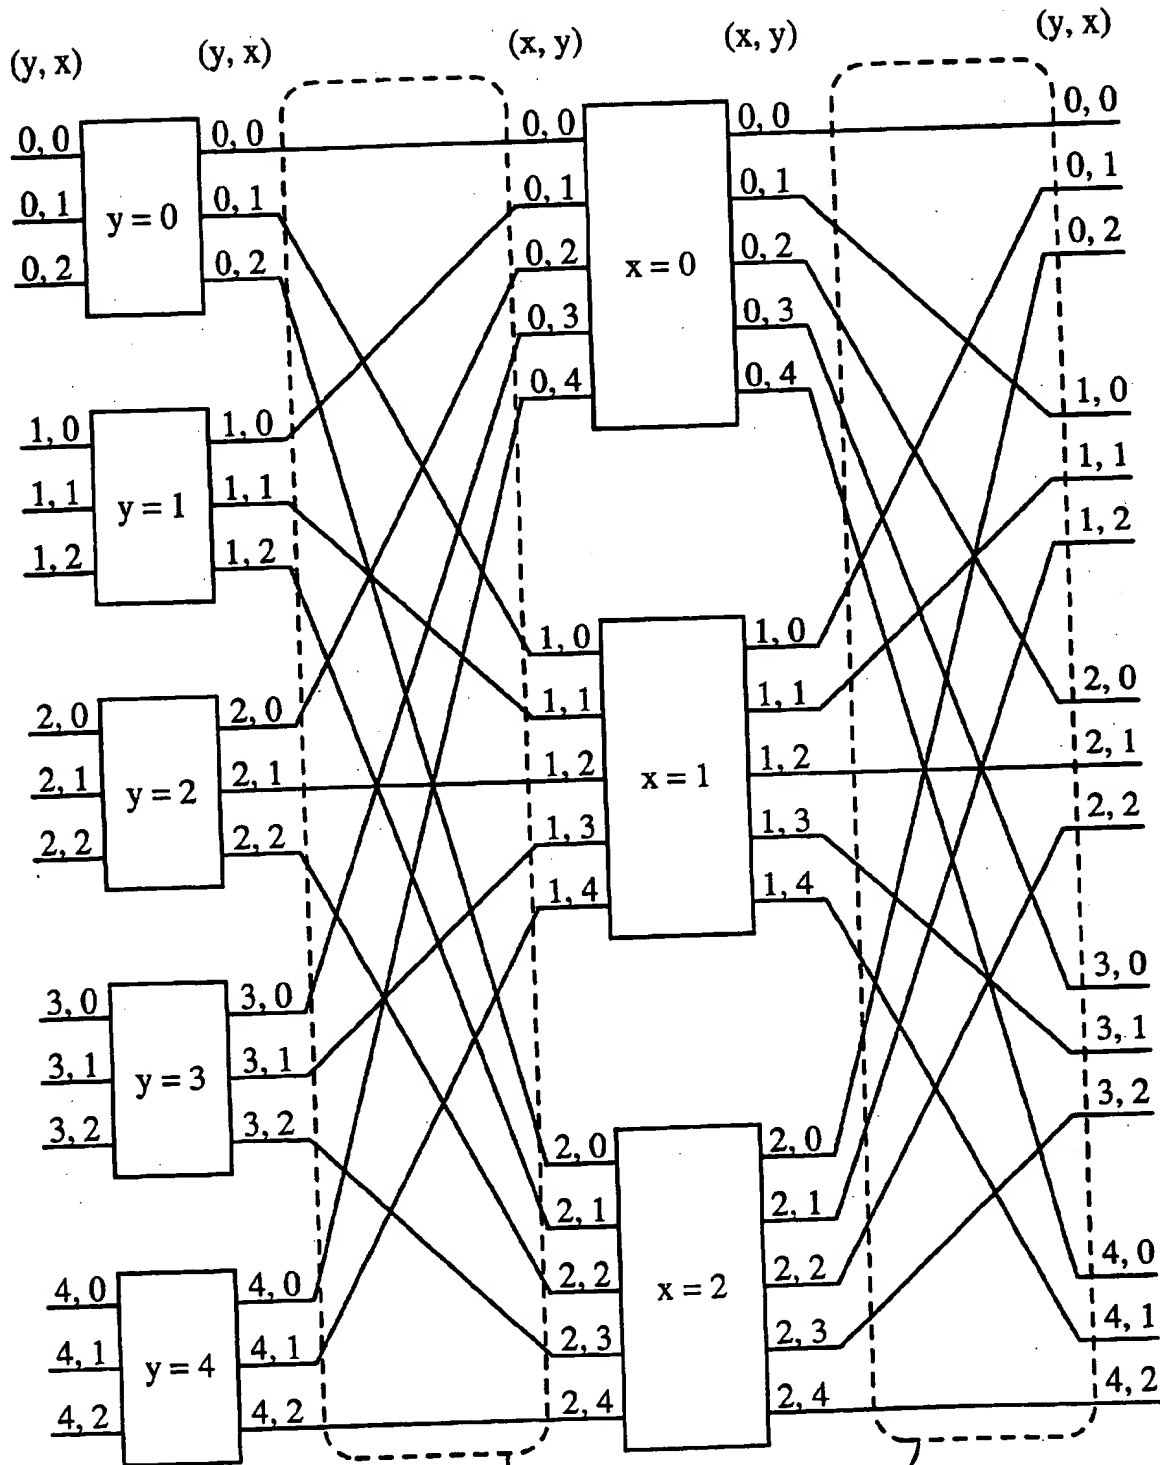 (y, x) (y, x) (x, y) (x, y) (y, x)
0, 0 0, 0 0, 0 0, 0 0, 0
0, 1 y = 0 0, 1 0, 1 0, 1 0, 1
0, 2 0, 2 0, 2 x = 0 0, 2 0, 2
0, 3 0, 3
0, 4 0, 4
1, 0 1, 0 1, 0
1, 1 y = 1 1, 1 1, 1
1, 2 1, 2 1, 2
1, 0 1, 0
1, 1 1, 1
2, 0 2, 0 2, 0
2, 1 y = 2 2, 1 1, 2 x = 1 1, 2 2, 1
2, 2 2, 2 1, 3 1, 3 2, 2
1, 4 1, 4
3, 0 3, 0 3, 0
3, 1 y = 3 3, 1 3, 1
3, 2 3, 2 3, 2
2, 0 2, 0
2, 1 2, 1
4, 0 4, 0 2, 2 x = 2 2, 2 4, 0
4, 1 y = 4 4, 1 2, 3 2, 3 4, 1
4, 2 4, 2 2, 4 2, 4 4, 2